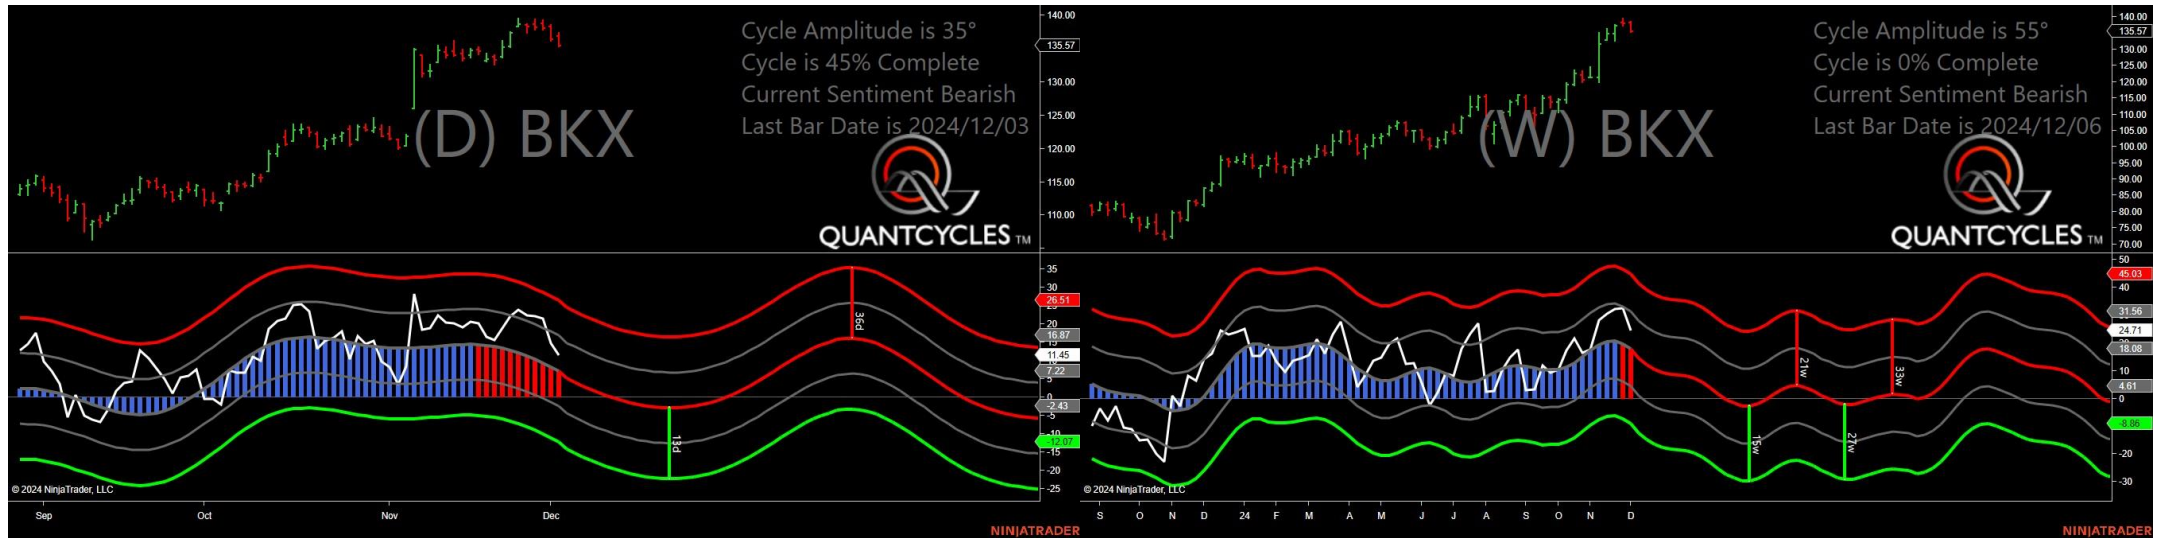 Cycle Amplitude is 35°
Cycle is 45% Complete
Current Sentiment Bearish
Last Bar Date is 2024/12/03
(D) BKX
QUANTCYCLES TM
140.00
135.57
130.00
125.00
120.00
115.00
110.00
35
30
26.51
20
16.87
11.45
7.22
5
0
-2.43
-5
-10
-12.07
-15
-20
-25
36d
13d
© 2024 NinjaTrader, LLC
Sep Oct Nov Dec
NINJATRADER
Cycle Amplitude is 55°
Cycle is 0% Complete
Current Sentiment Bearish
Last Bar Date is 2024/12/06
(W) BKX
QUANTCYCLES TM
140.00
135.57
130.00
125.00
120.00
115.00
110.00
105.00
100.00
95.00
90.00
85.00
80.00
75.00
70.00
50
45.03
40
31.56
24.71
18.08
10
4.61
0
-8.86
-30
21w
33w
15w
27w
© 2024 NinjaTrader, LLC
S O N D 24 F M A M J J A S O N D
NINJATRADER